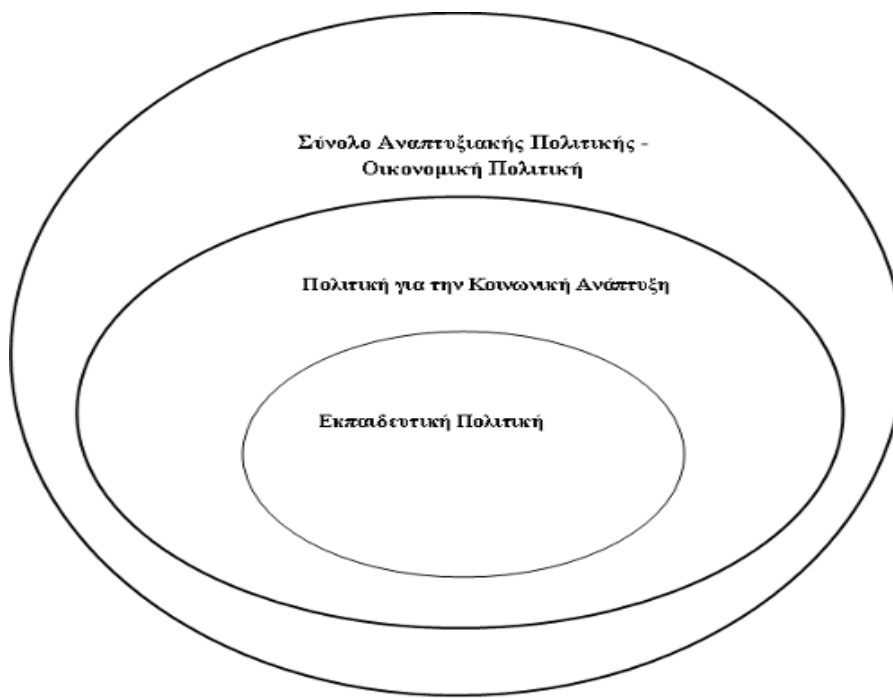 Σύνολο Αναπτυξιακής Πολιτικής -
Οικονομική Πολιτική
Πολιτική για την Κοινωνική Ανάπτυξη
Εκπαιδευτική Πολιτική